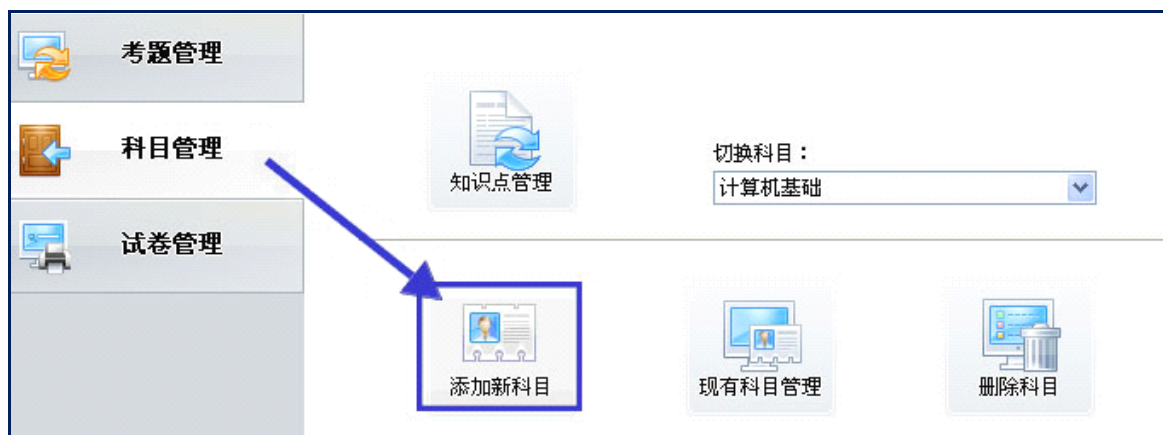 考题管理
科目管理
试卷管理
知识点管理
切换科目：
计算机基础
添加新科目
现有科目管理
删除科目